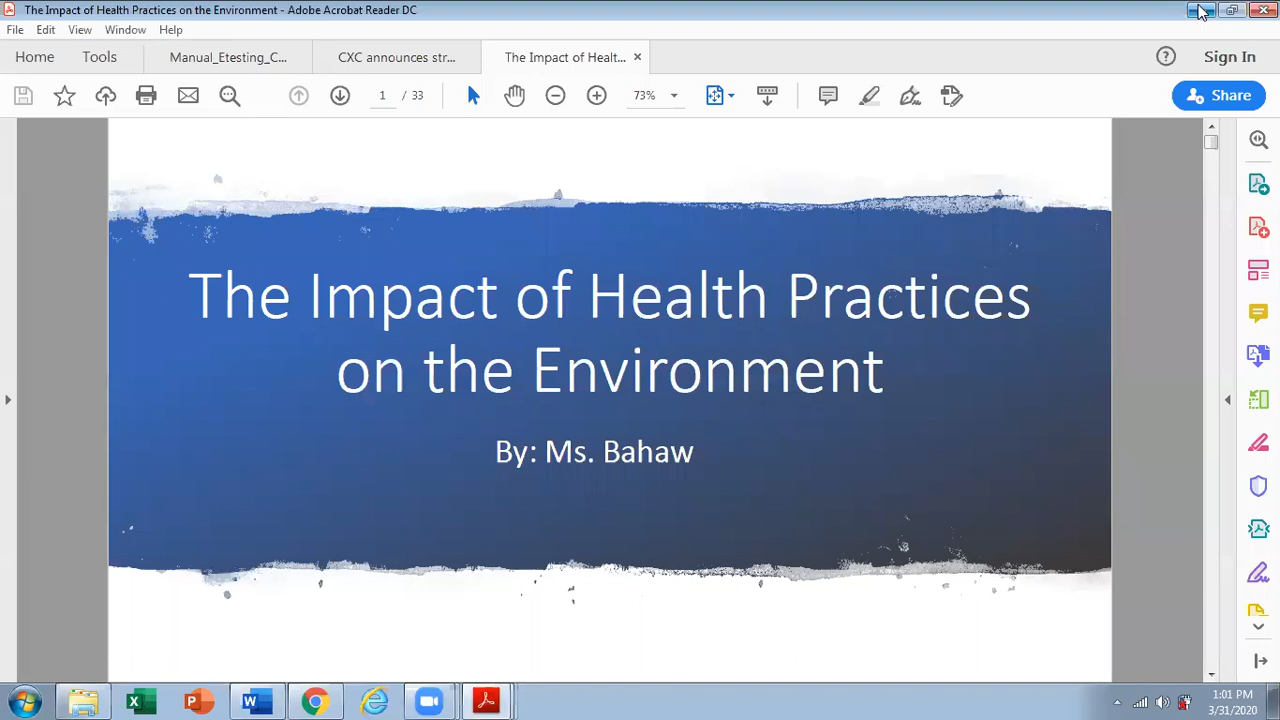 The Impact of Health Practices on the Environment - Adobe Acrobat Reader DC
File Edit View Window Help
Home Tools Manual_Etesting_C... CXC announces str... The Impact of Healt... Sign In
1 / 33 73% Share
The Impact of Health Practices
on the Environment
By: Ms. Bahaw
1:01 PM
3/31/2020